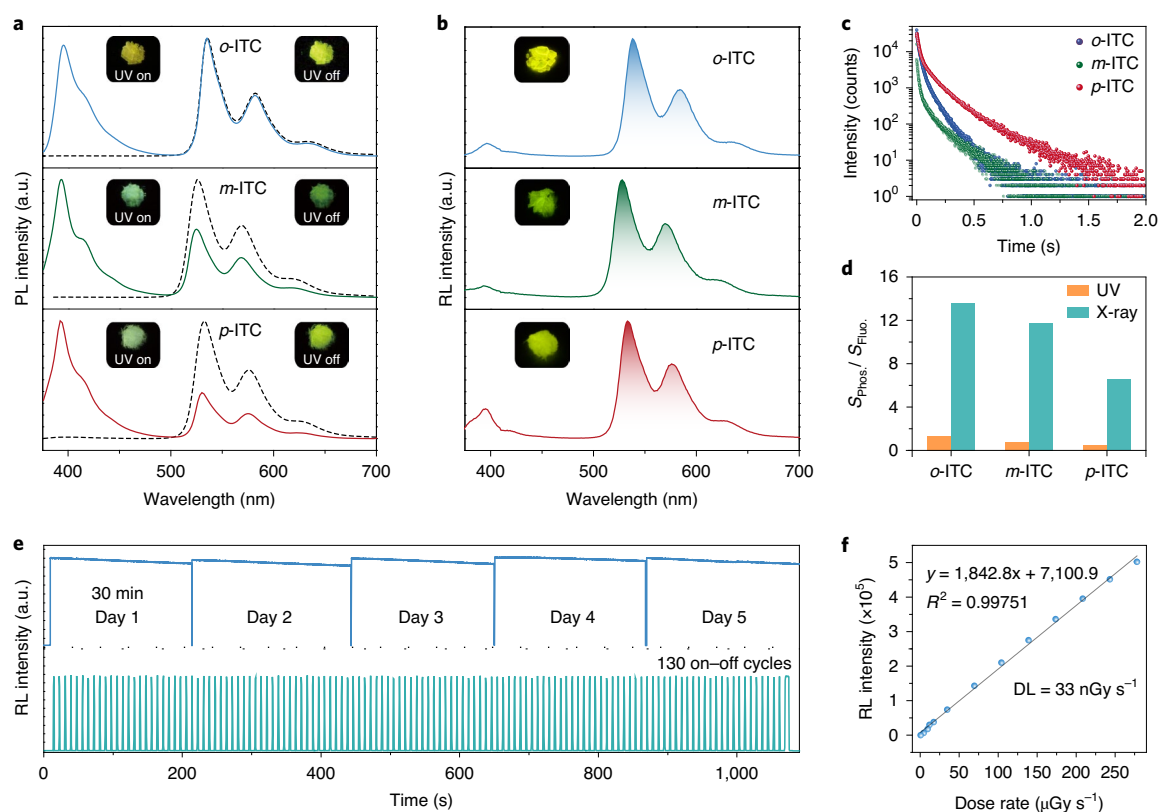 a
PL intensity (a.u.)
o-ITC
UV on
UV off
m-ITC
UV on
UV off
p-ITC
UV on
UV off
400
500
600
700
Wavelength (nm)
b
RL intensity (a.u.)
o-ITC
m-ITC
p-ITC
400
500
600
700
Wavelength (nm)
c
Intensity (counts)
10⁴
10³
10²
10¹
10⁰
o-ITC
m-ITC
p-ITC
0
0.5
1.0
1.5
2.0
Time (s)
d
S_Phos./ S_Fluo.
16
12
8
4
0
UV
X-ray
o-ITC
m-ITC
p-ITC
e
RL intensity (a.u.)
30 min
Day 1
Day 2
Day 3
Day 4
Day 5
130 on–off cycles
0
200
400
600
800
1,000
Time (s)
f
RL intensity (×10⁵)
5
4
3
2
1
0
y = 1,842.8x + 7,100.9
R² = 0.99751
DL = 33 nGy s⁻¹
0
50
100
150
200
250
Dose rate (μGy s⁻¹)